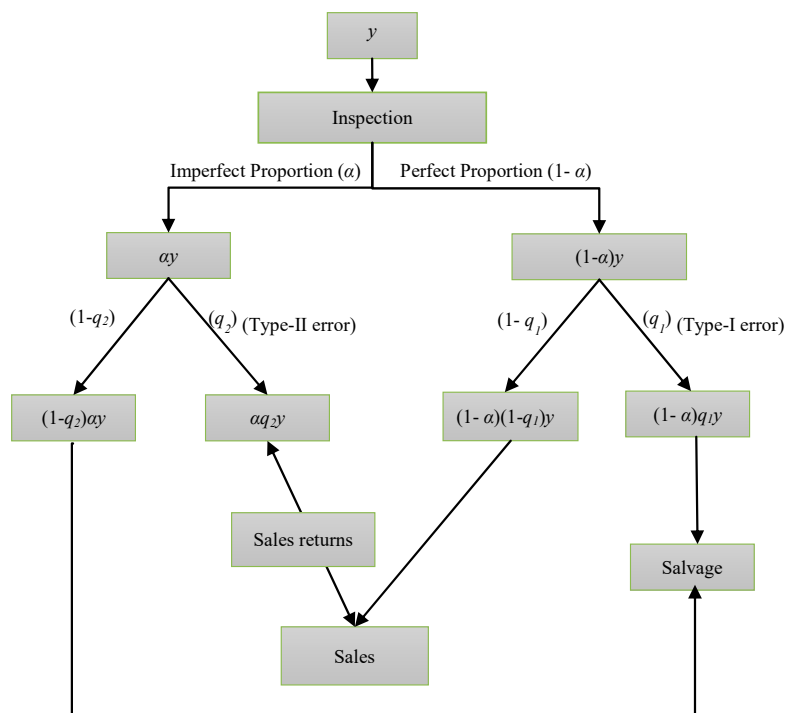 y
Inspection
Imperfect Proportion (α) Perfect Proportion (1- α)
αy (1-α)y
(1-q₂) (q₂) (Type-II error) (1- q₁) (q₁) (Type-I error)
(1-q₂)αy αq₂y (1- α)(1-q₁)y (1- α)q₁y
Sales returns Salvage
Sales